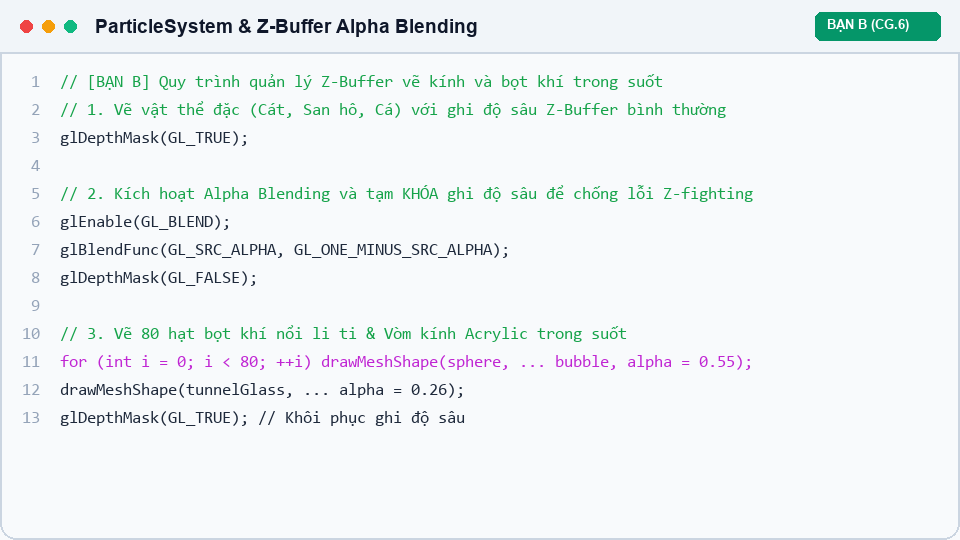 ParticleSystem & Z-Buffer Alpha Blending
BẠN B (CG.6)
1 // [BẠN B] Quy trình quản lý Z-Buffer vẽ kính và bọt khí trong suốt
2 // 1. Vẽ vật thể đặc (Cát, San hô, Cá) với ghi độ sâu Z-Buffer bình thường
3 glDepthMask(GL_TRUE);
4
5 // 2. Kích hoạt Alpha Blending và tạm KHÓA ghi độ sâu để chống lỗi Z-fighting
6 glEnable(GL_BLEND);
7 glBlendFunc(GL_SRC_ALPHA, GL_ONE_MINUS_SRC_ALPHA);
8 glDepthMask(GL_FALSE);
9
10 // 3. Vẽ 80 hạt bọt khí nổi li ti & Vòm kính Acrylic trong suốt
11 for (int i = 0; i < 80; ++i) drawMeshShape(sphere, ... bubble, alpha = 0.55);
12 drawMeshShape(tunnelGlass, ... alpha = 0.26);
13 glDepthMask(GL_TRUE); // Khôi phục ghi độ sâu